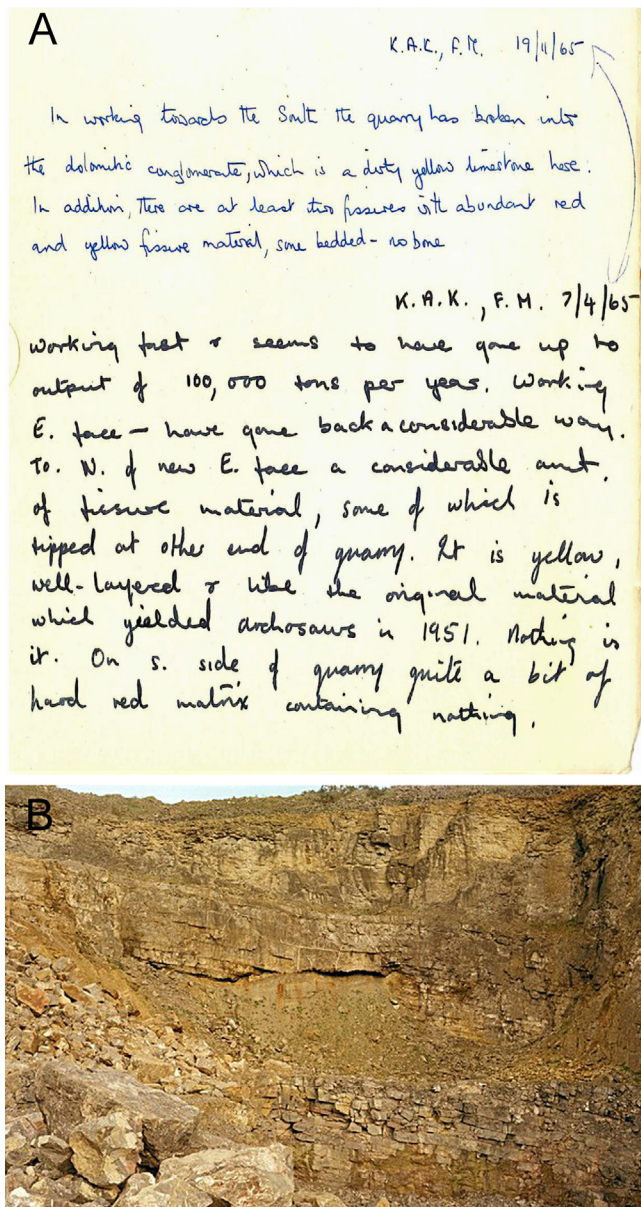 A
K.A.K., F.M. 19/11/65
In working towards the South the quarry has broken into
the dolomitic conglomerate, which is a dirty yellow limestone here.
In addition, there are at least two fissures with abundant red
and yellow fissure material, some bedded - no bone
K.A.K., F.M. 7/4/65
Working fast & seems to have gone up to
output of 100,000 tons per year. Working
E. face - have gone back a considerable way.
To. N. of new E. face a considerable amt.
of fissure material, some of which is
tipped at other end of quarry. It is yellow,
well-layered & like the original material
which yielded archosaurs in 1951. Nothing is
it. On S. side of quarry quite a bit of
hard red matrix containing nothing.
B